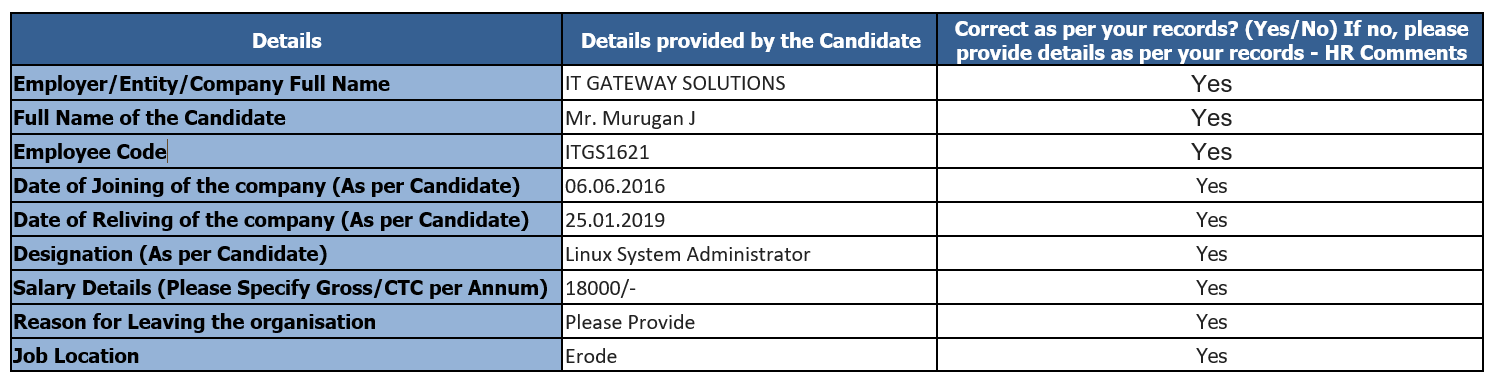 Details Details provided by the Candidate Correct as per your records? (Yes/No) If no, please
provide details as per your records - HR Comments
Employer/Entity/Company Full Name IT GATEWAY SOLUTIONS Yes
Full Name of the Candidate Mr. Murugan J Yes
Employee Code ITGS1621 Yes
Date of Joining of the company (As per Candidate) 06.06.2016 Yes
Date of Reliving of the company (As per Candidate) 25.01.2019 Yes
Designation (As per Candidate) Linux System Administrator Yes
Salary Details (Please Specify Gross/CTC per Annum) 18000/- Yes
Reason for Leaving the organisation Please Provide Yes
Job Location Erode Yes